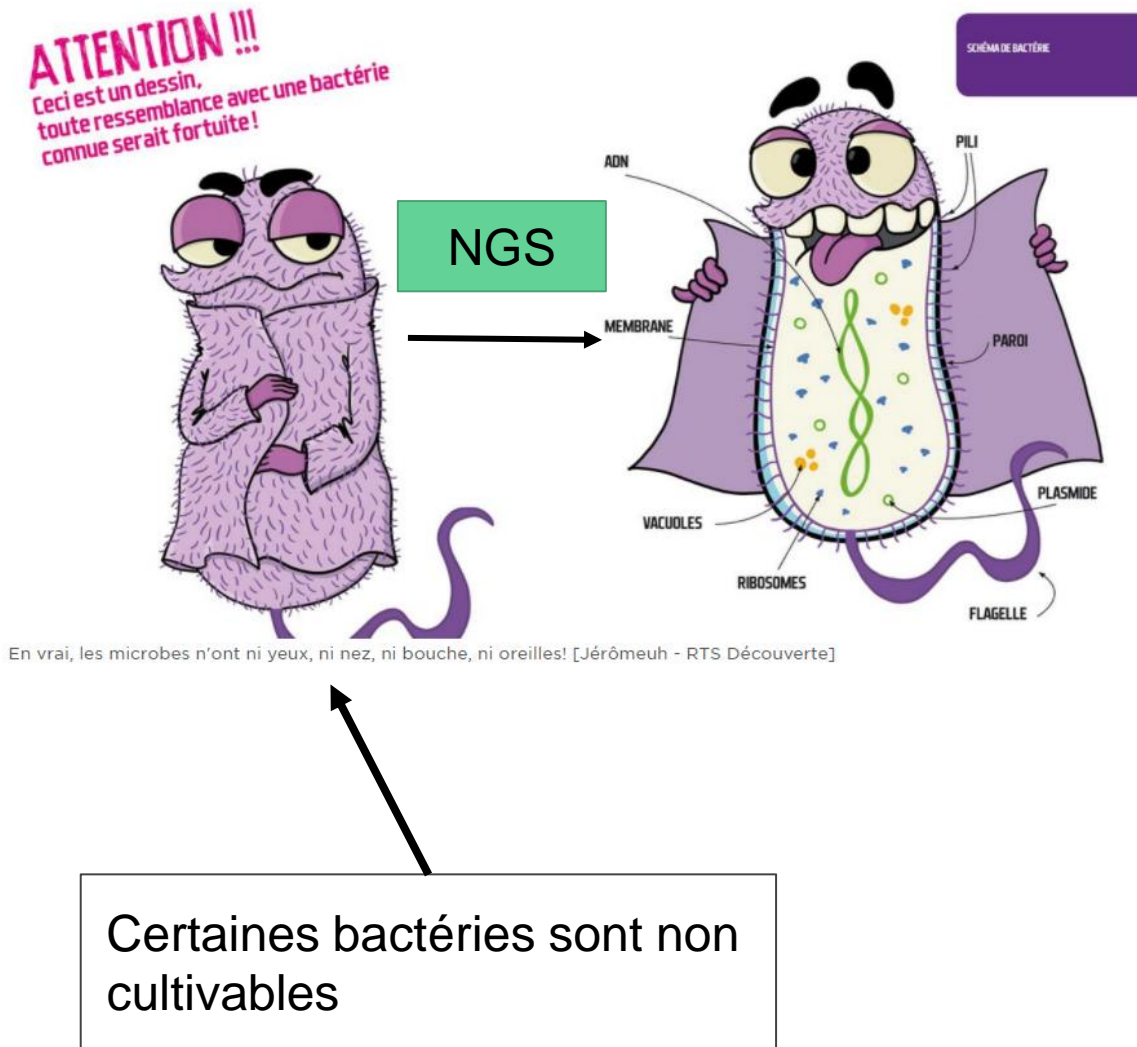 ATTENTION !!!
Ceci est un dessin,
toute ressemblance avec une bactérie
connue serait fortuite !
SCHÉMA DE BACTÉRIE
NGS
ADN
PILI
MEMBRANE
PAROI
VACUOLES
PLASMIDE
RIBOSOMES
FLAGELLE
En vrai, les microbes n'ont ni yeux, ni nez, ni bouche, ni oreilles! [Jérômeuh - RTS Découverte]
Certaines bactéries sont non
cultivables